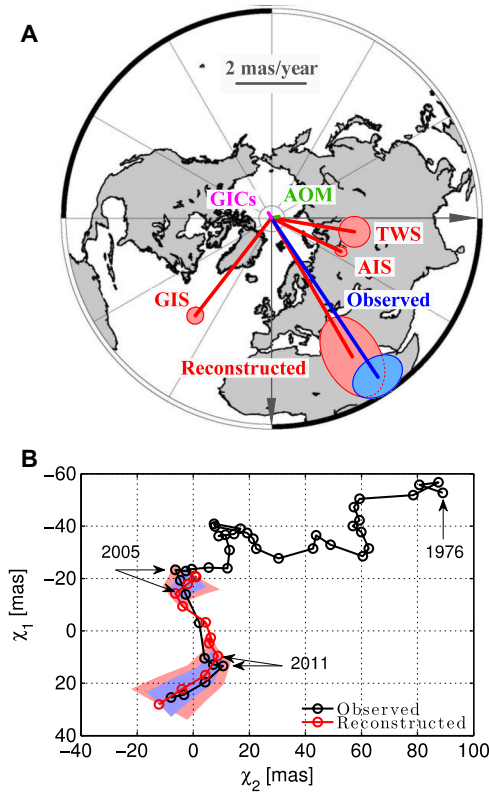 A
2 mas/year
GICs
AOM
TWS
AIS
GIS
Observed
Reconstructed
B
−60
−40
−20
0
20
40
χ1 [mas]
2005
1976
2011
Observed
Reconstructed
−40 −20 0 20 40 60 80 100
χ2 [mas]